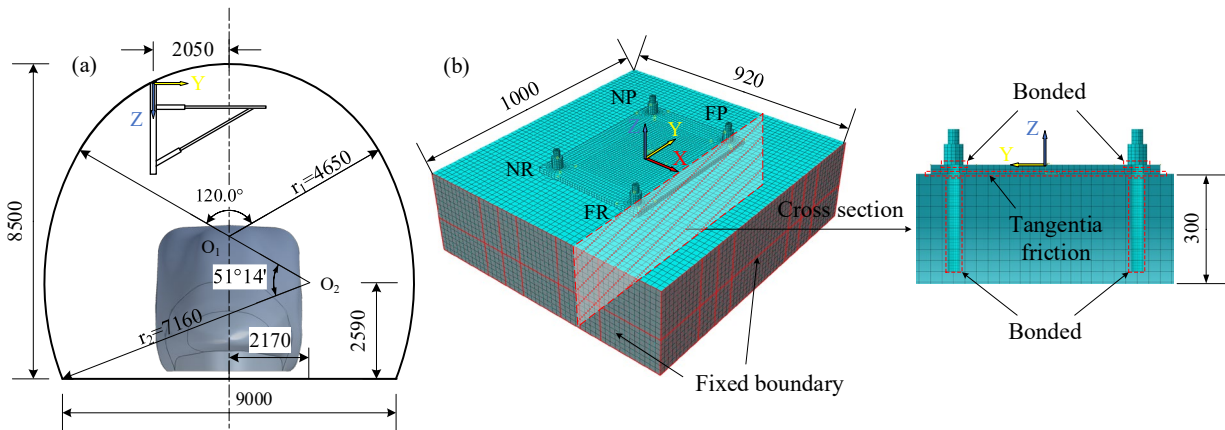 (a)
2050
Y
Z
8500
120.0°
r1=4650
O1
51°14'
O2
r2=7160
2170
2590
9000
(b)
1000
920
NP
FP
Z
Y
X
NR
FR
Cross section
Fixed boundary
Bonded
Z
Y
Tangentia
friction
300
Bonded